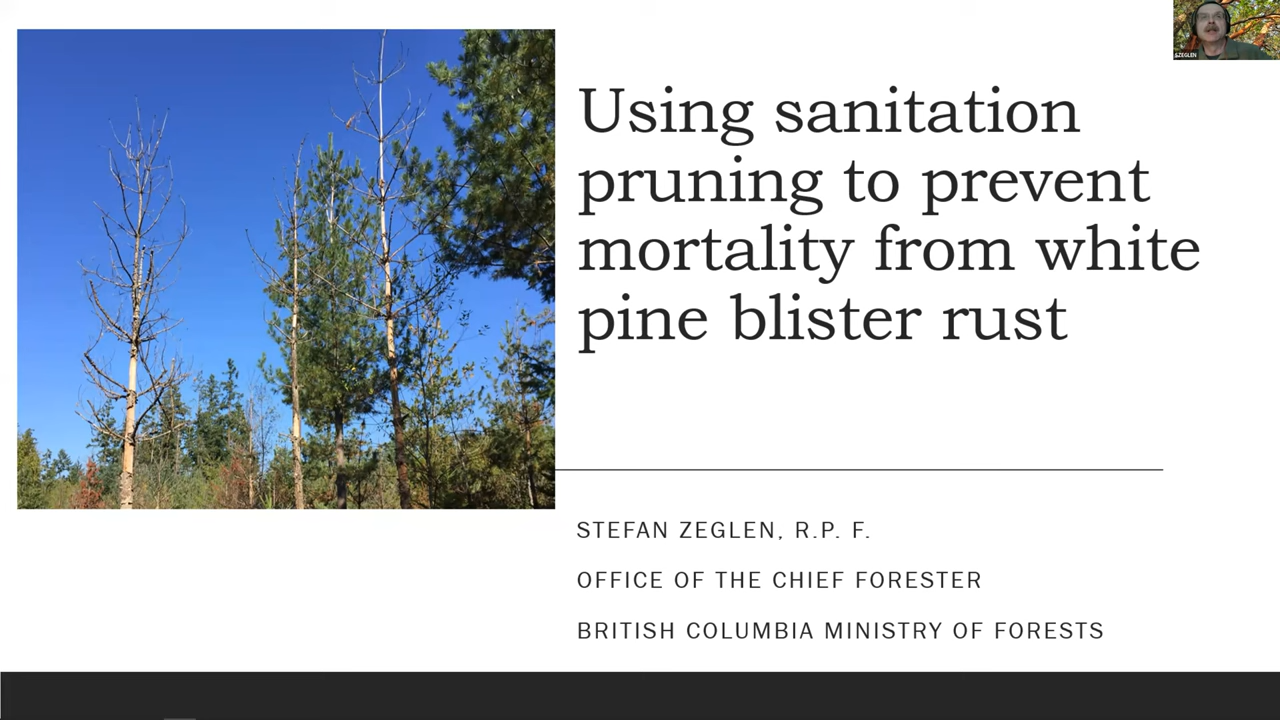 SZEGLEN
Using sanitation
pruning to prevent
mortality from white
pine blister rust
STEFAN ZEGLEN, R.P. F.
OFFICE OF THE CHIEF FORESTER
BRITISH COLUMBIA MINISTRY OF FORESTS